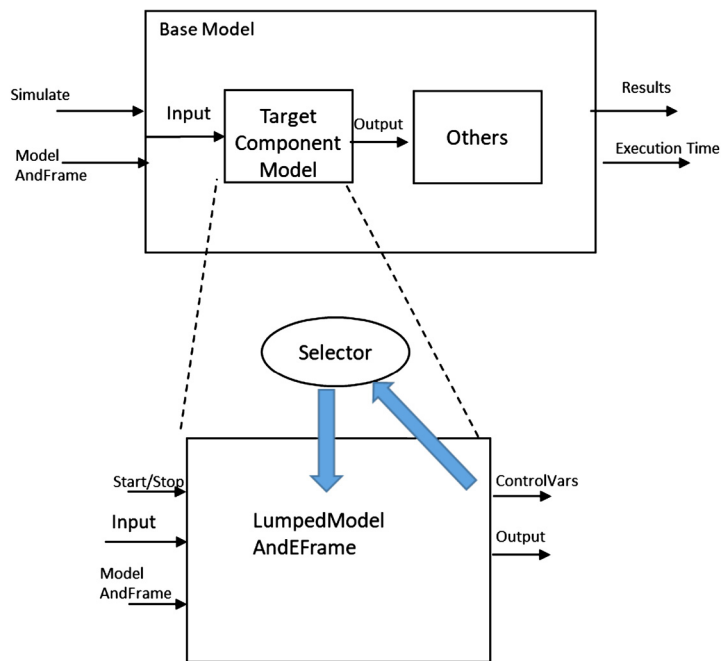 Base Model
Simulate
Input
Target
Component
Model
Output
Others
Results
Model
AndFrame
Execution Time
Selector
Start/Stop
ControlVars
Input
LumpedModel
AndEFrame
Output
Model
AndFrame